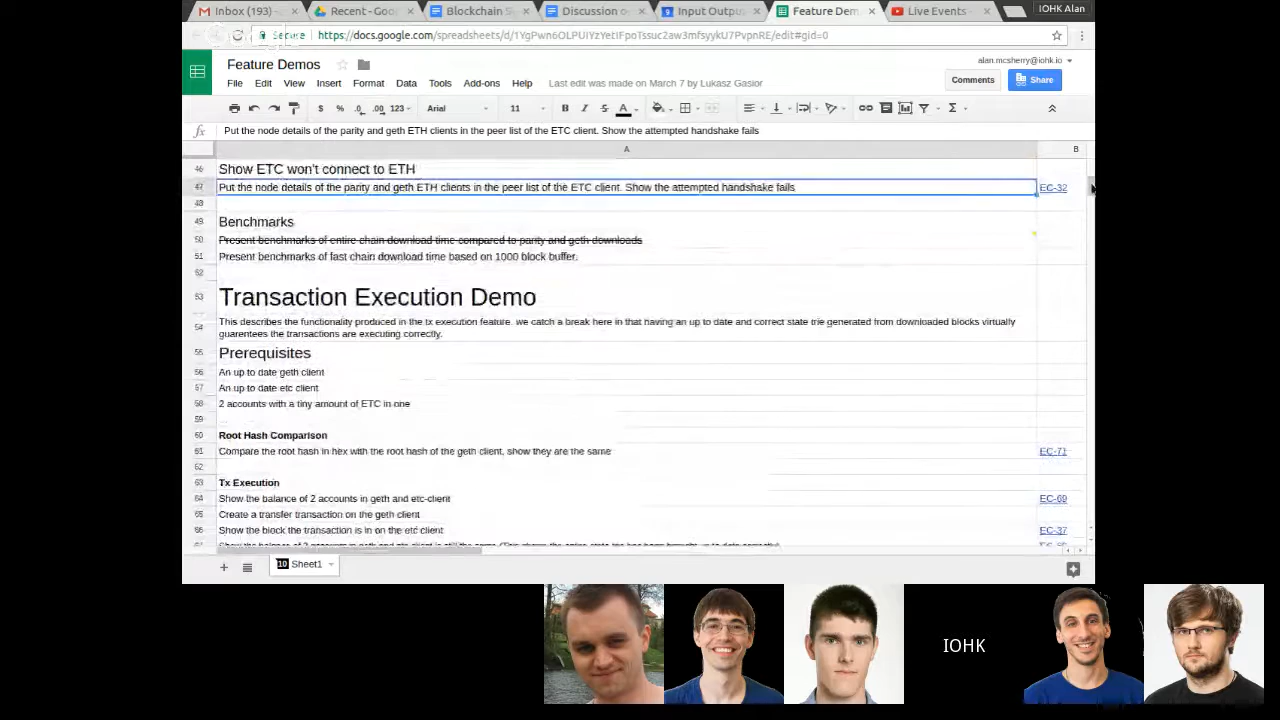 Inbox (193)
Recent - Goog
Blockchain S
Discussion o
Input Outpu
Feature Dem
Live Events -
IOHK Alan
Secure
https://docs.google.com/spreadsheets/d/1YgPwn6OLPUIYzYetIFpoTssuc2aw3mfsyykU7PvpnRE/edit#gid=0
Feature Demos
alan.mcsherry@iohk.io
File Edit View Insert Format Data Tools Add-ons Help
Last edit was made on March 7 by Lukasz Gasior
Comments
Share
$ % .0 .00 123 Arial 11 B I S A
fx Put the node details of the parity and geth ETH clients in the peer list of the ETC client. Show the attempted handshake fails
A B
46 Show ETC won't connect to ETH
47 Put the node details of the parity and geth ETH clients in the peer list of the ETC client. Show the attempted handshake fails EC-32
48
49 Benchmarks
50 Present benchmarks of entire chain download time compared to parity and geth downloads
51 Present benchmarks of fast chain download time based on 1000 block buffer.
52
53 Transaction Execution Demo
54 This describes the functionality produced in the tx execution feature. we catch a break here in that having an up to date and correct state trie generated from downloaded blocks virtually
guarentees the transactions are executing correctly.
55 Prerequisites
56 An up to date geth client
57 An up to date etc client
58 2 accounts with a tiny amount of ETC in one
59
60 Root Hash Comparison
61 Compare the root hash in hex with the root hash of the geth client, show they are the same EC-71
62
63 Tx Execution
64 Show the balance of 2 accounts in geth and etc-client EC-69
65 Create a transfer transaction on the geth client
66 Show the block the transaction is in on the etc client EC-37
Sheet1
IOHK